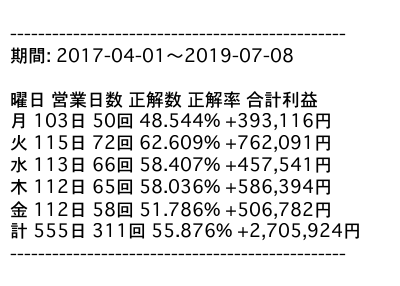 ------------------------------------------------
期間: 2017-04-01～2019-07-08
曜日 営業日数 正解数 正解率 合計利益
月 103日 50回 48.544% +393,116円
火 115日 72回 62.609% +762,091円
水 113日 66回 58.407% +457,541円
木 112日 65回 58.036% +586,394円
金 112日 58回 51.786% +506,782円
計 555日 311回 55.876% +2,705,924円
------------------------------------------------